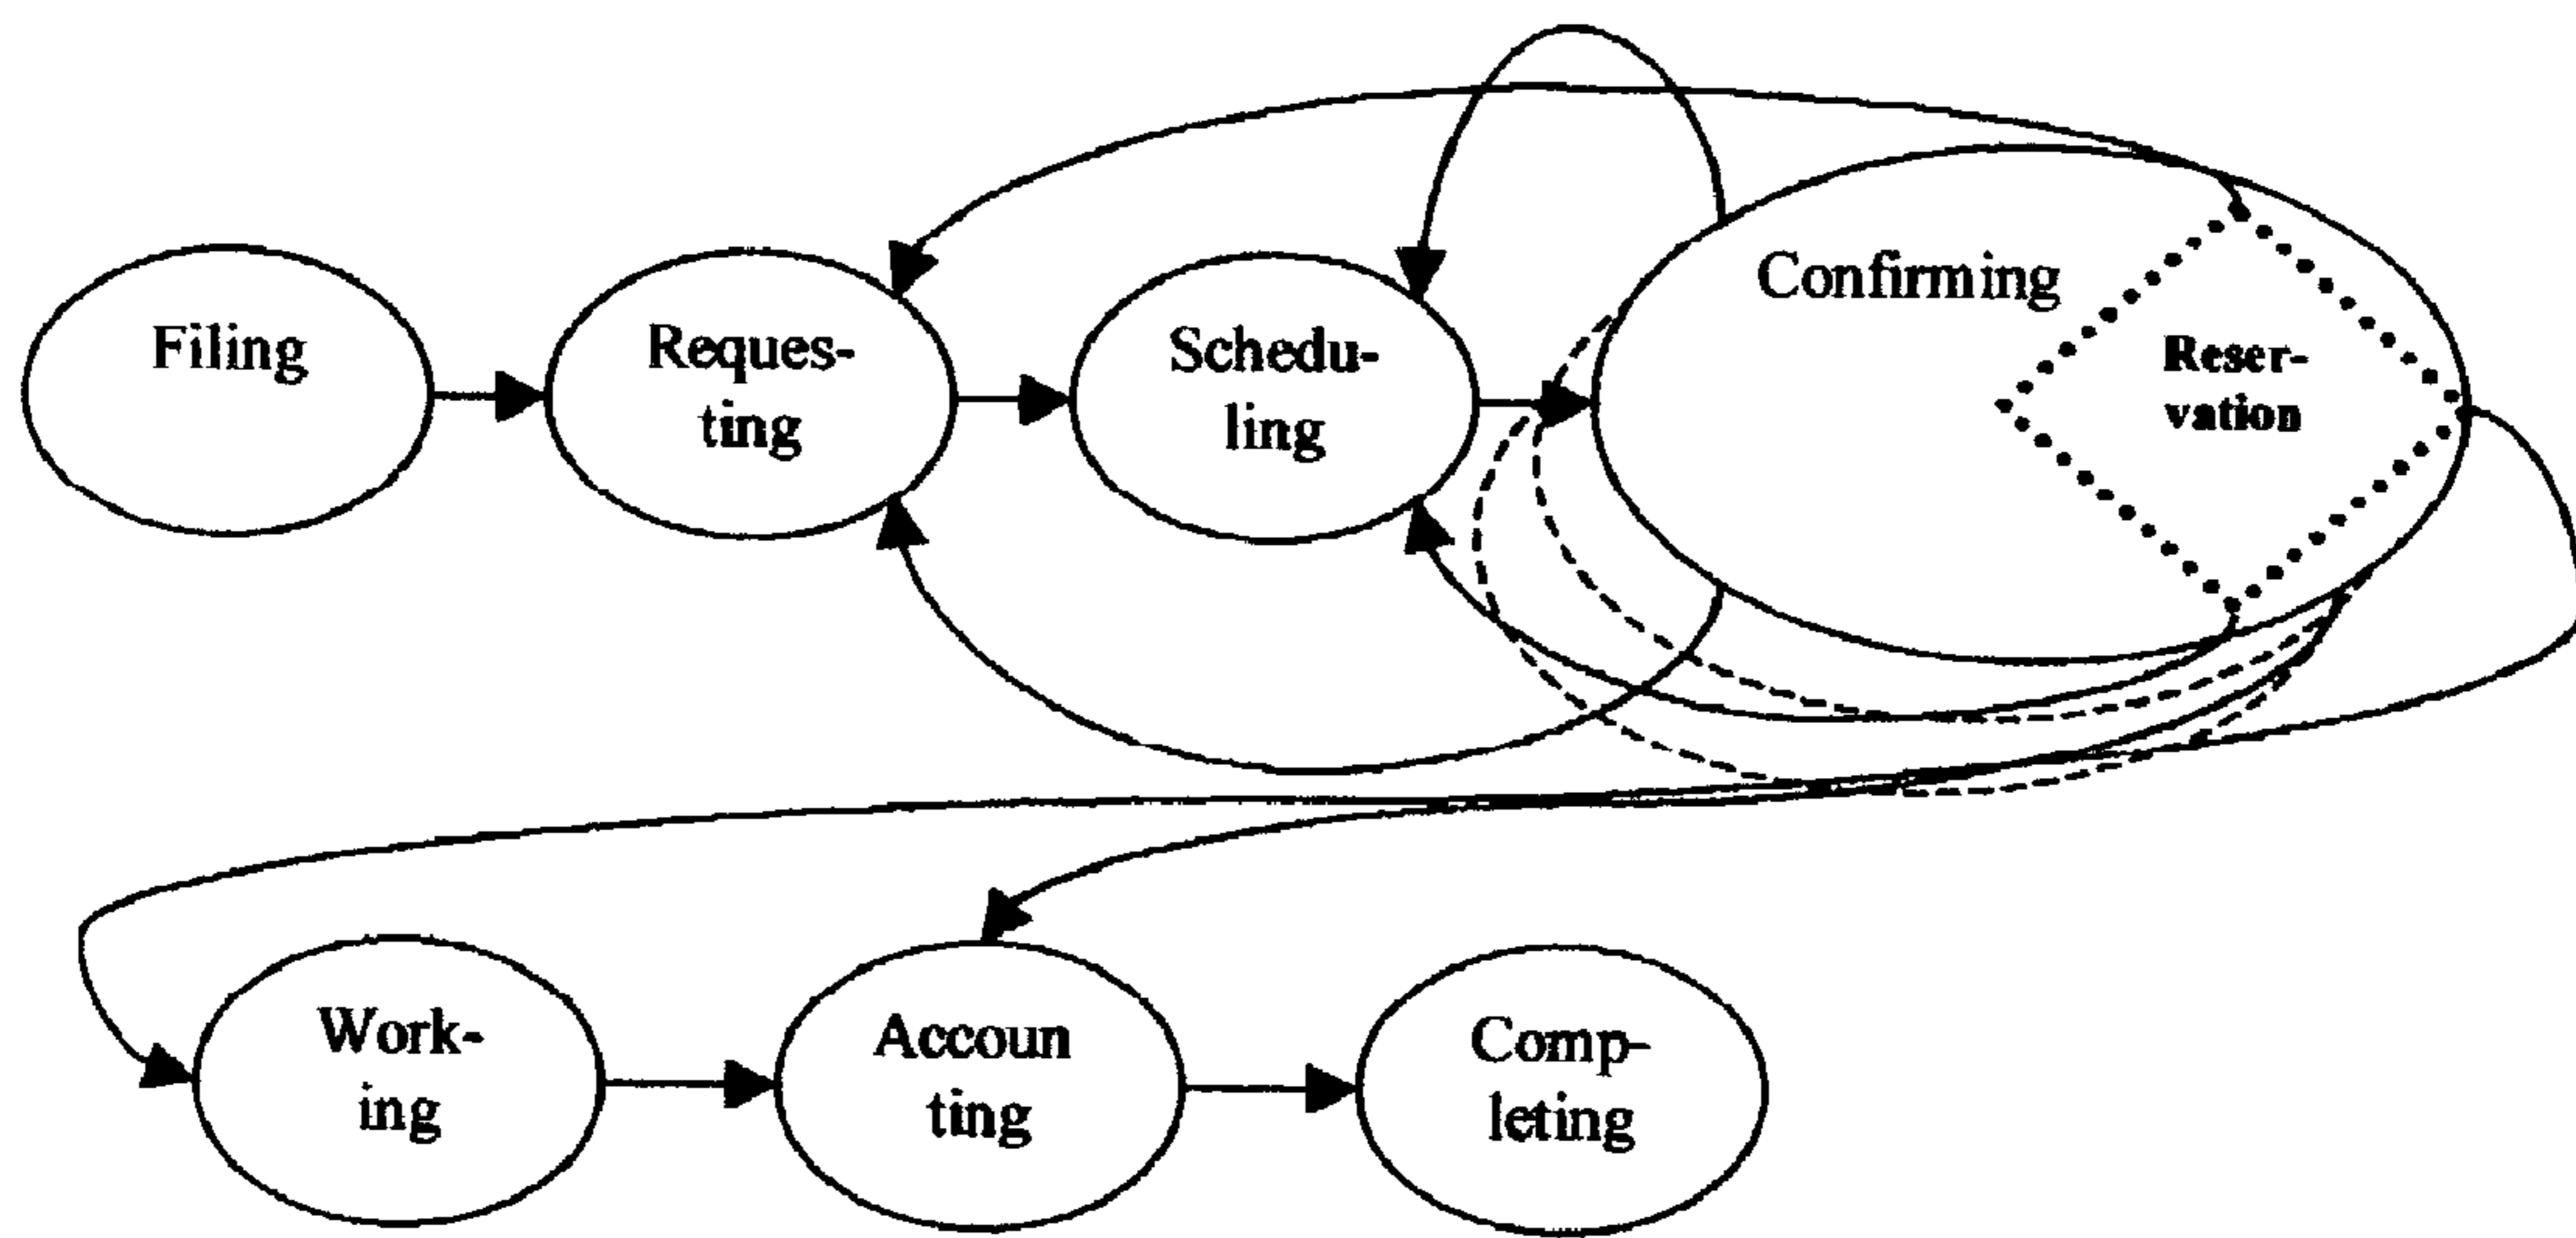 Filing
Reques-
ting
Schedu-
ling
Confirming
Reser-
vation
Work-
ing
Accoun
ting
Comp-
leting